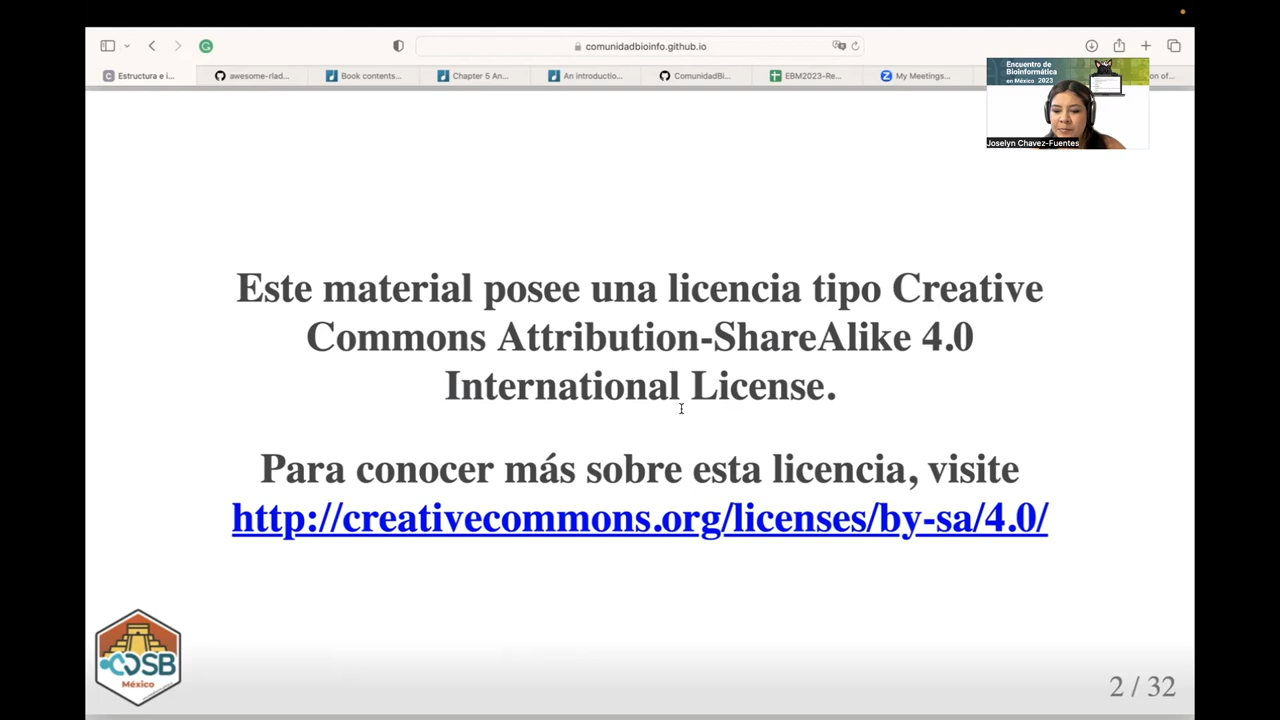 comunidadbioinfo.github.io
Estructura e i...
awesome-rlad...
Book contents...
Chapter 5 An...
An introductio...
ComunidadBi...
EBM2023-Re...
My Meetings...
on of...
Encuentro de
Bioinformática
en México 2023
Joselyn Chavez-Fuentes
Este material posee una licencia tipo Creative
Commons Attribution-ShareAlike 4.0
International License.
Para conocer más sobre esta licencia, visite
http://creativecommons.org/licenses/by-sa/4.0/
CDSB
México
2 / 32